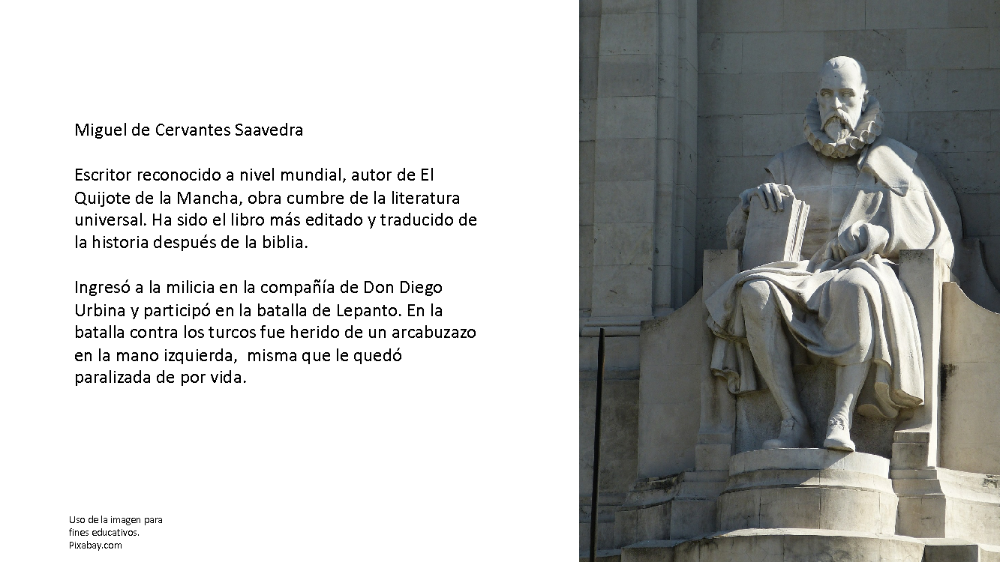 Miguel de Cervantes Saavedra
Escritor reconocido a nivel mundial, autor de El
Quijote de la Mancha, obra cumbre de la literatura
universal. Ha sido el libro más editado y traducido de
la historia después de la biblia.
Ingresó a la milicia en la compañía de Don Diego
Urbina y participó en la batalla de Lepanto. En la
batalla contra los turcos fue herido de un arcabuzazo
en la mano izquierda,  misma que le quedó
paralizada de por vida.
Uso de la imagen para
fines educativos.
Pixabay.com